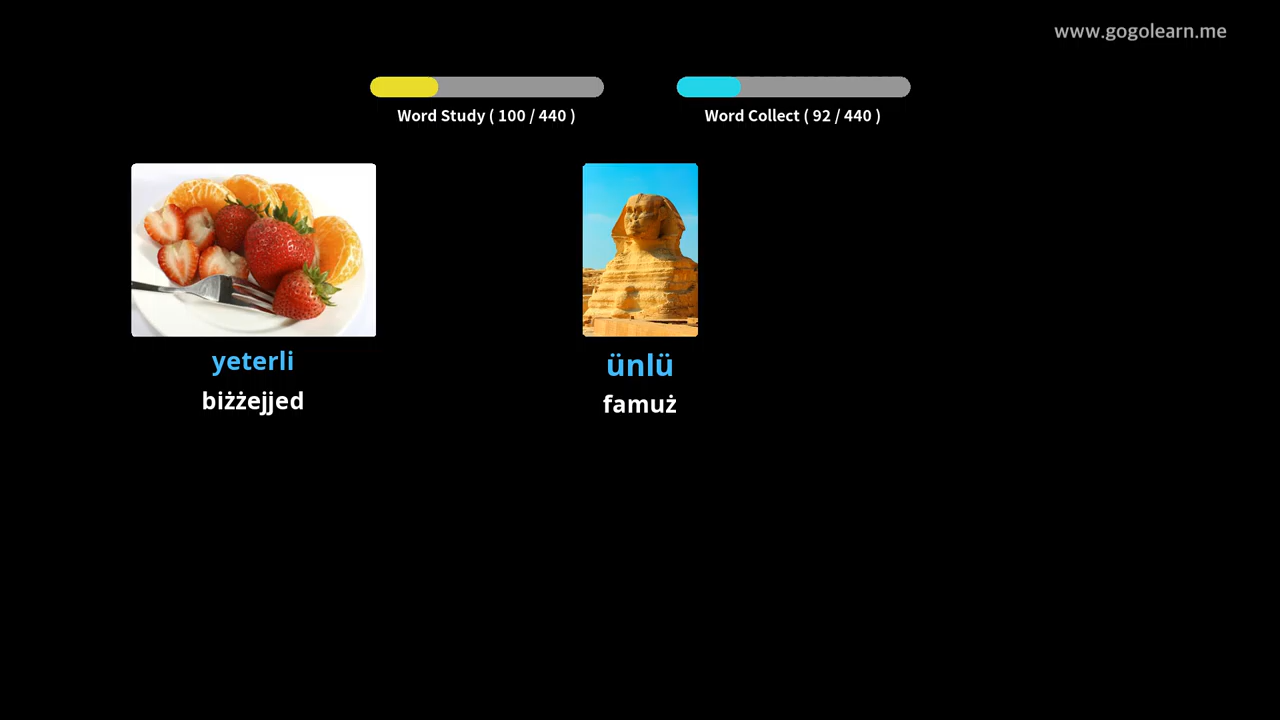 www.gogolearn.me
Word Study ( 100 / 440 )
Word Collect ( 92 / 440 )
yeterli
biżżejjed
ünlü
famuż